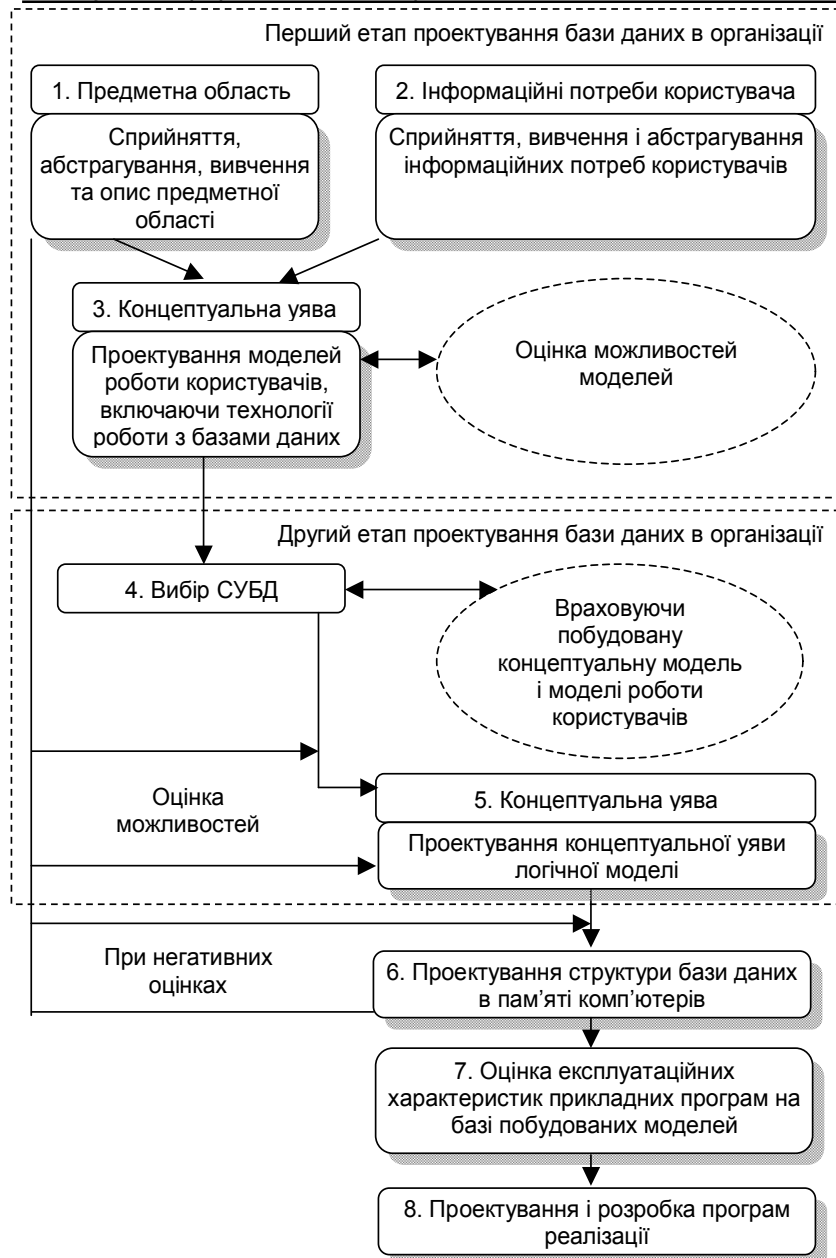 Перший етап проектування бази даних в організації
1. Предметна область
2. Інформаційні потреби користувача
Сприйняття,
абстрагування, вивчення
та опис предметної
області
Сприйняття, вивчення і абстрагування
інформаційних потреб користувачів
3. Концептуальна уява
Проектування моделей
роботи користувачів,
включаючи технології
роботи з базами даних
Оцінка можливостей
моделей
Другий етап проектування бази даних в організації
4. Вибір СУБД
Враховуючи
побудовану
концептуальну модель
і моделі роботи
користувачів
Оцінка
можливостей
5. Концептуальна уява
Проектування концептуальної уяви
логічної моделі
При негативних
оцінках
6. Проектування структури бази даних
в пам’яті комп’ютерів
7. Оцінка експлуатаційних
характеристик прикладних програм на
базі побудованих моделей
8. Проектування і розробка програм
реалізації